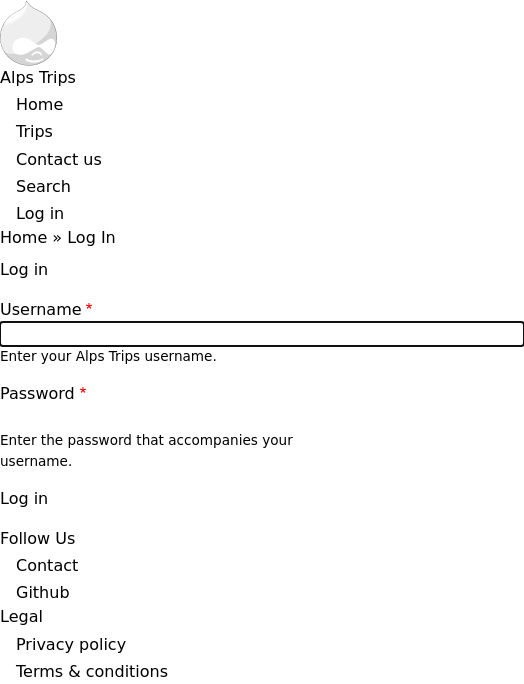 Alps Trips
Home
Trips
Contact us
Search
Log in
Home » Log In
Log in
Username *
Enter your Alps Trips username.
Password *
Enter the password that accompanies your
username.
Log in
Follow Us
Contact
Github
Legal
Privacy policy
Terms & conditions